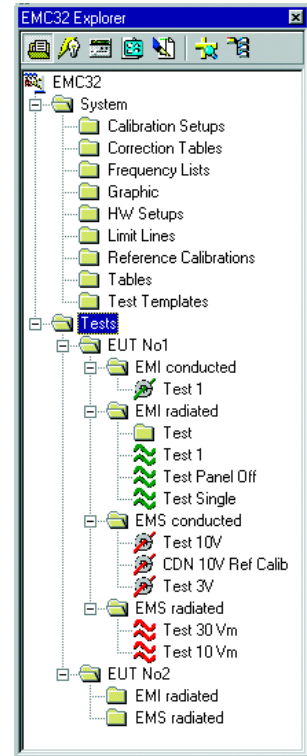 EMC32 Explorer
EMC32
System
Calibration Setups
Correction Tables
Frequency Lists
Graphic
HW Setups
Limit Lines
Reference Calibrations
Tables
Test Templates
Tests
EUT No1
EMI conducted
Test 1
EMI radiated
Test
Test 1
Test Panel Off
Test Single
EMS conducted
Test 10V
CDN 10V Ref Calib
Test 3V
EMS radiated
Test 30 Vm
Test 10 Vm
EUT No2
EMI radiated
EMS radiated